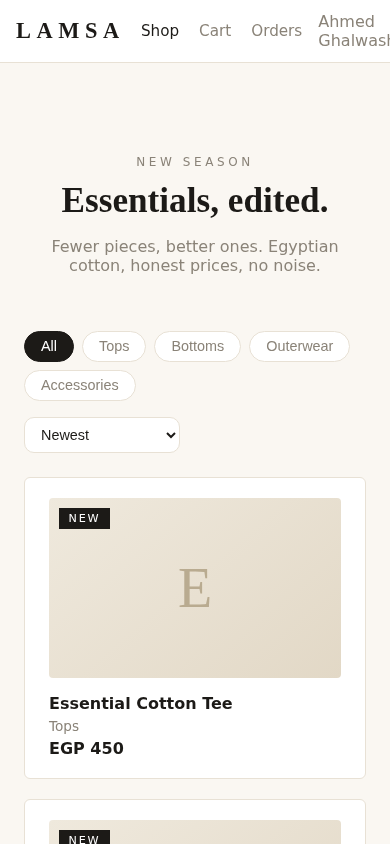 LAMSA Shop Cart Orders Ahmed
Ghalwash
NEW SEASON
Essentials, edited.
Fewer pieces, better ones. Egyptian
cotton, honest prices, no noise.
All Tops Bottoms Outerwear
Accessories
Newest
NEW
E
Essential Cotton Tee
Tops
EGP 450
NEW